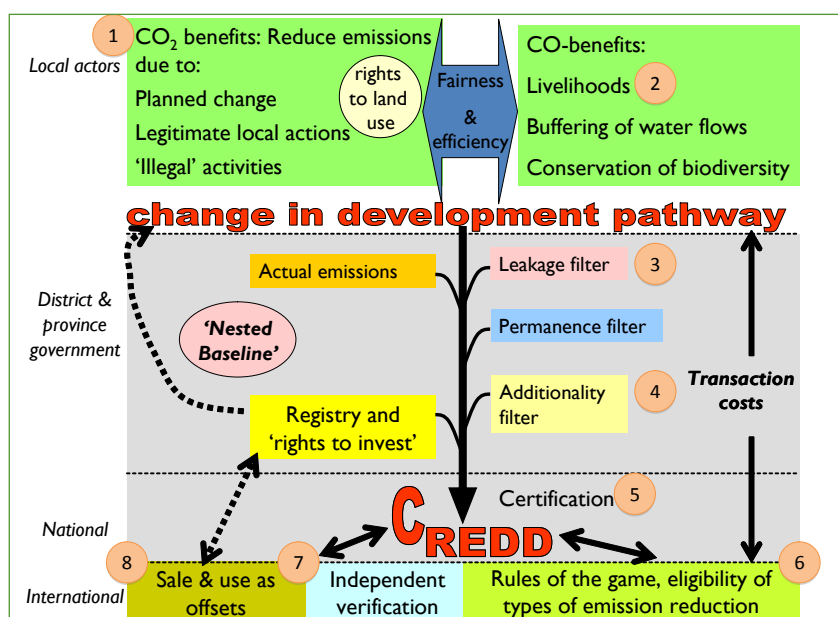 1
CO₂ benefits: Reduce emissions
due to:
Planned change
Legitimate local actions
‘Illegal’ activities
Local actors
rights
to land
use
Fairness
&
efficiency
CO-benefits:
Livelihoods
2
Buffering of water flows
Conservation of biodiversity
change in development pathway
District &
province
government
Actual emissions
Leakage filter
3
‘Nested
Baseline’
Permanence filter
Additionality
filter
4
Transaction
costs
Registry and
‘rights to invest’
National
Certification
5
CREDD
International
8
Sale & use as
offsets
7
Independent
verification
Rules of the game, eligibility of
types of emission reduction
6